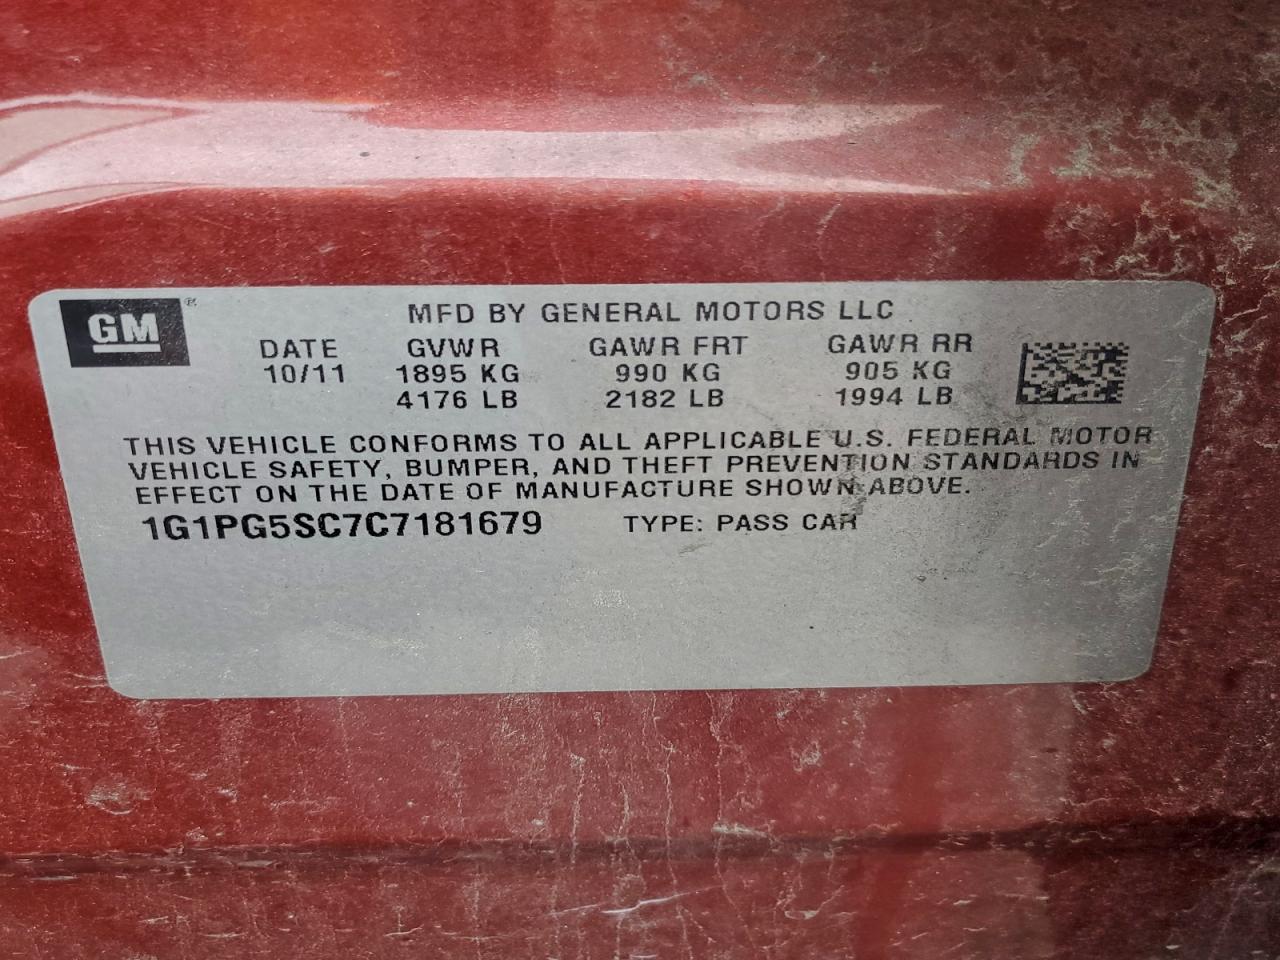 GM ®
MFD BY GENERAL MOTORS LLC
DATE GVWR GAWR FRT GAWR RR
10/11 1895 KG 990 KG 905 KG
4176 LB 2182 LB 1994 LB
THIS VEHICLE CONFORMS TO ALL APPLICABLE U.S. FEDERAL MOTOR
VEHICLE SAFETY, BUMPER, AND THEFT PREVENTION STANDARDS IN
EFFECT ON THE DATE OF MANUFACTURE SHOWN ABOVE.
1G1PG5SC7C7181679 TYPE: PASS CAR